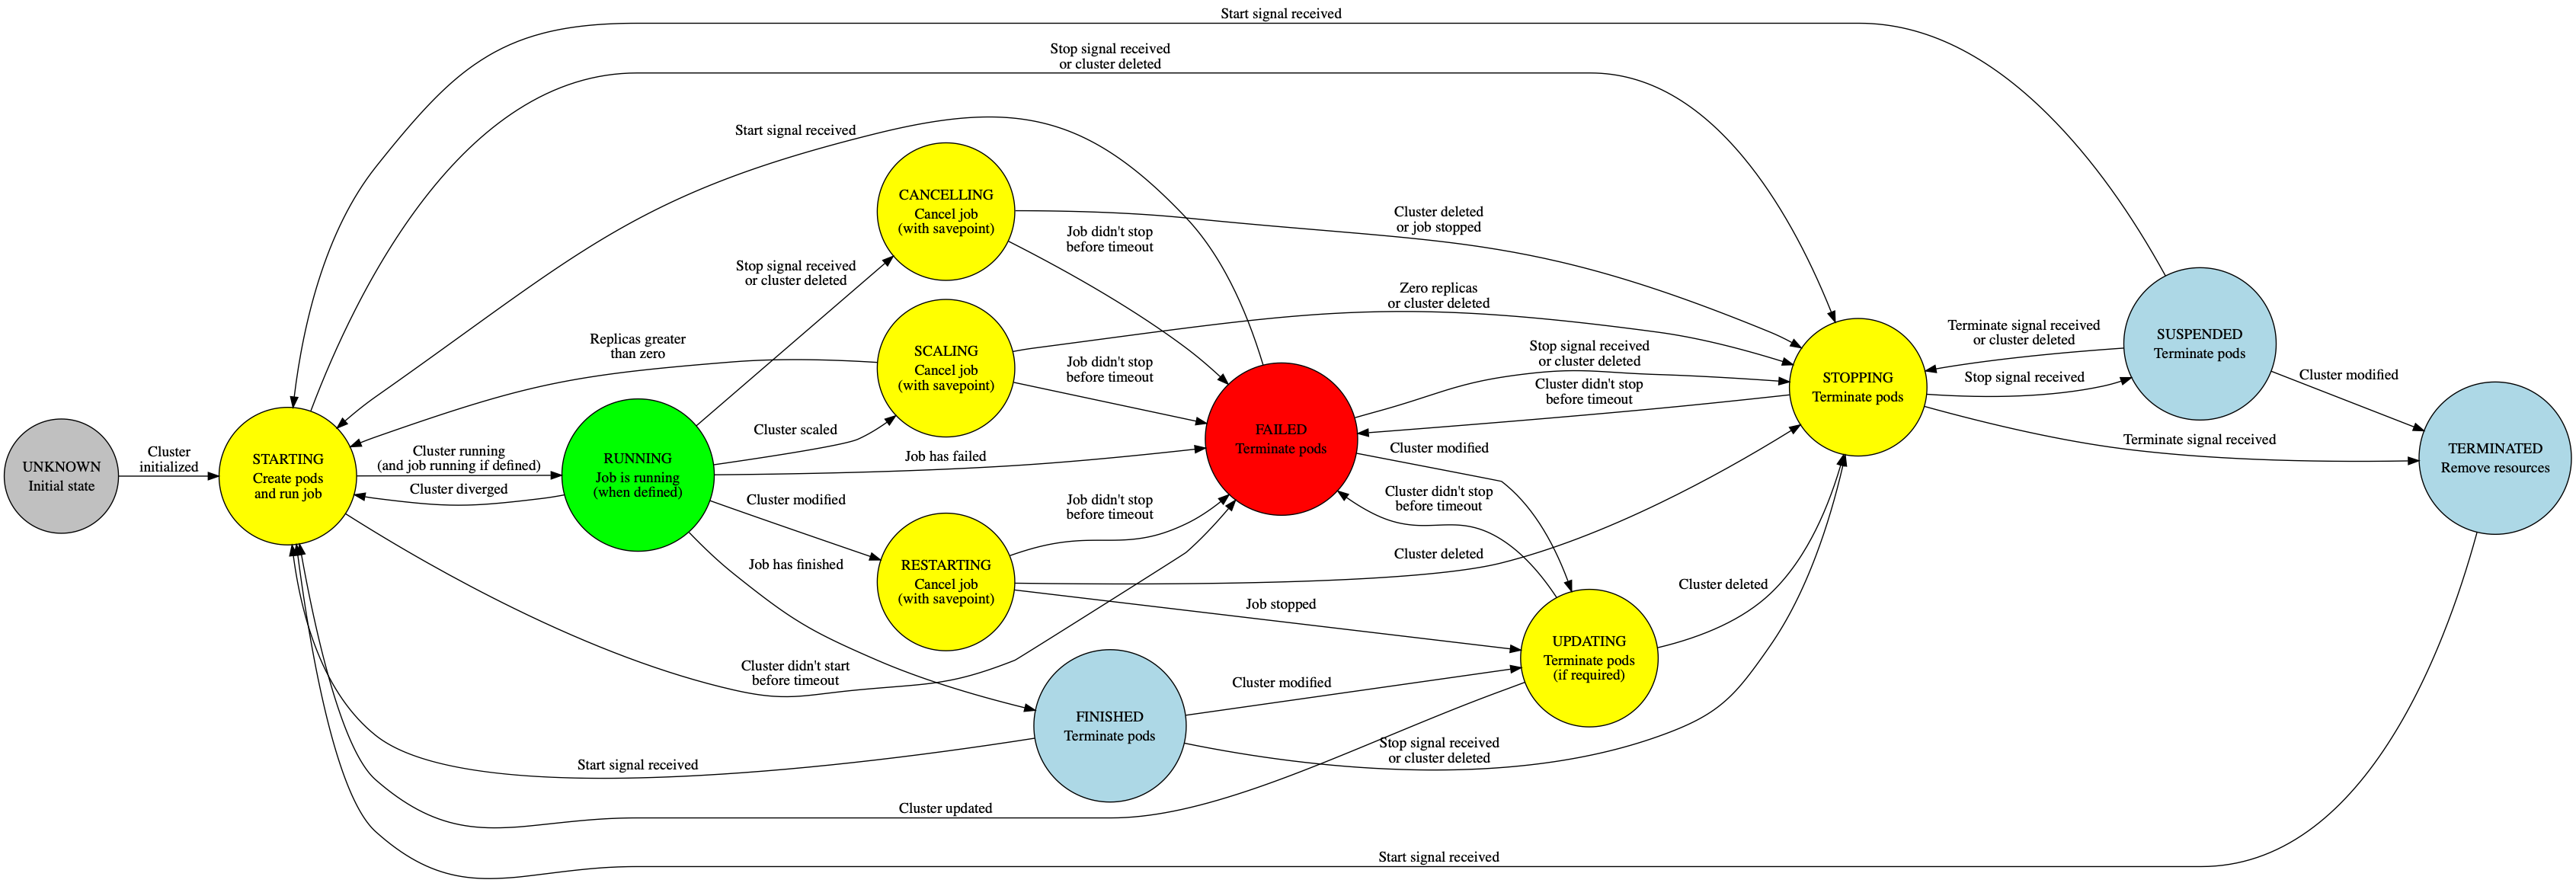 Start signal received
Stop signal received
or cluster deleted
Start signal received
CANCELLING
Cancel job
(with savepoint)
Cluster deleted
or job stopped
Job didn't stop
before timeout
Stop signal received
or cluster deleted
Zero replicas
or cluster deleted
Replicas greater
than zero
SCALING
Cancel job
(with savepoint)
Job didn't stop
before timeout
Stop signal received
or cluster deleted
Cluster didn't stop
before timeout
STOPPING
Terminate pods
Terminate signal received
or cluster deleted
Stop signal received
SUSPENDED
Terminate pods
Cluster modified
UNKNOWN
Initial state
Cluster
initialized
STARTING
Create pods
and run job
Cluster running
(and job running if defined)
Cluster diverged
RUNNING
Job is running
(when defined)
Cluster scaled
Job has failed
Cluster modified
Job has finished
FAILED
Terminate pods
Cluster modified
Terminate signal received
TERMINATED
Remove resources
Job didn't stop
before timeout
Cluster didn't stop
before timeout
RESTARTING
Cancel job
(with savepoint)
Cluster deleted
Job stopped
Cluster deleted
UPDATING
Terminate pods
(if required)
Cluster didn't start
before timeout
Cluster modified
FINISHED
Terminate pods
Stop signal received
or cluster deleted
Start signal received
Cluster updated
Start signal received